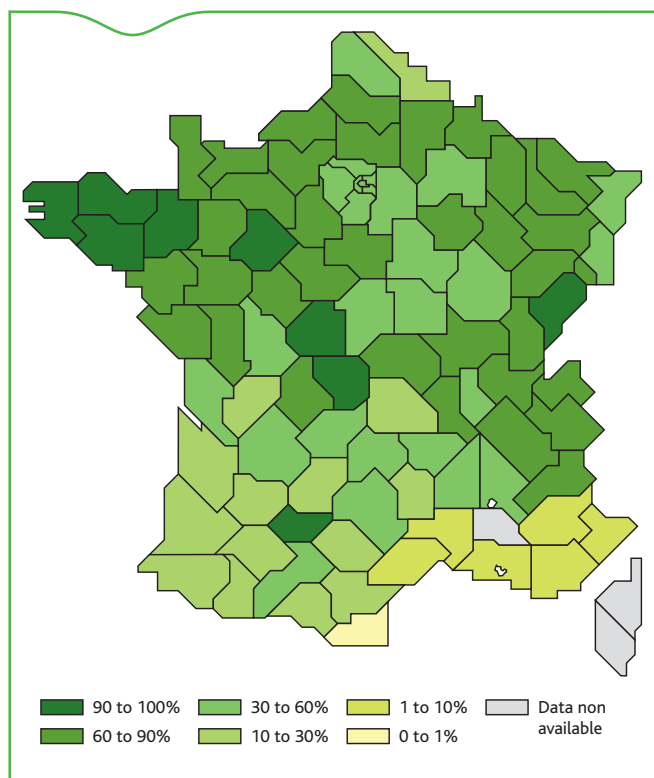 90 to 100%
30 to 60%
1 to 10%
Data non
available
60 to 90%
10 to 30%
0 to 1%